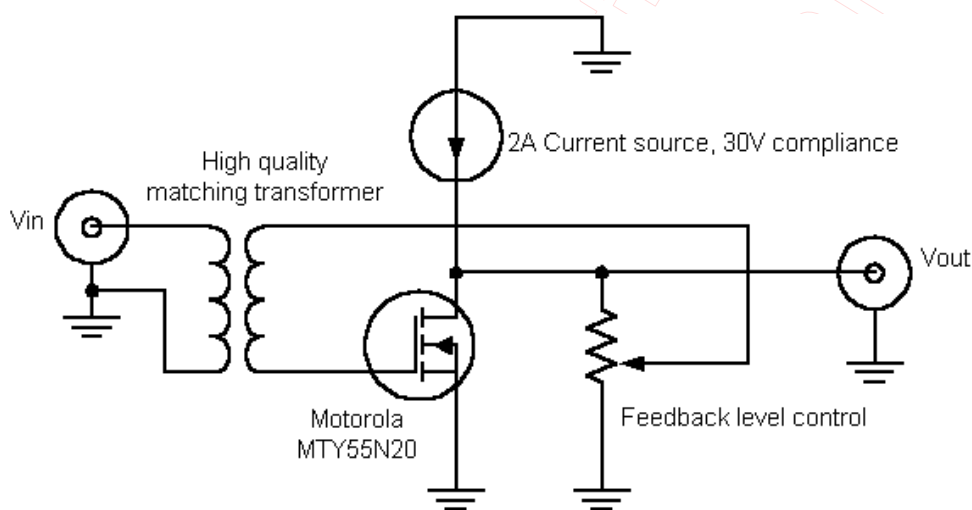 2A Current source, 30V compliance
High quality
matching transformer
Vin
Vout
Motorola
MTY55N20
Feedback level control